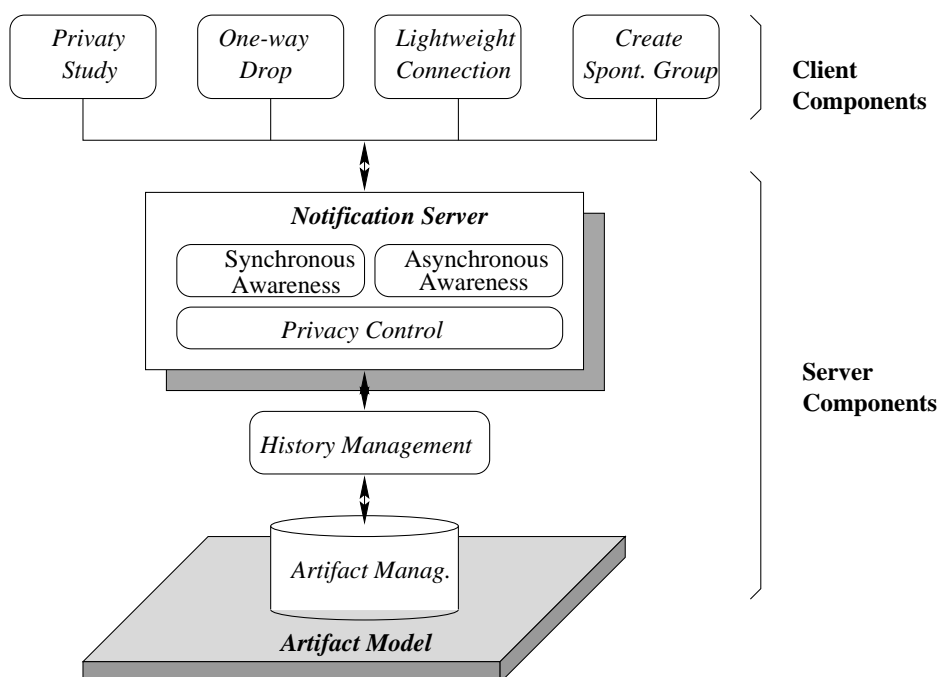 Privaty
Study
One-way
Drop
Lightweight
Connection
Create
Spont. Group
Client
Components
Notification Server
Synchronous
Awareness
Asynchronous
Awareness
Privacy Control
Server
Components
History Management
Artifact Manag.
Artifact Model